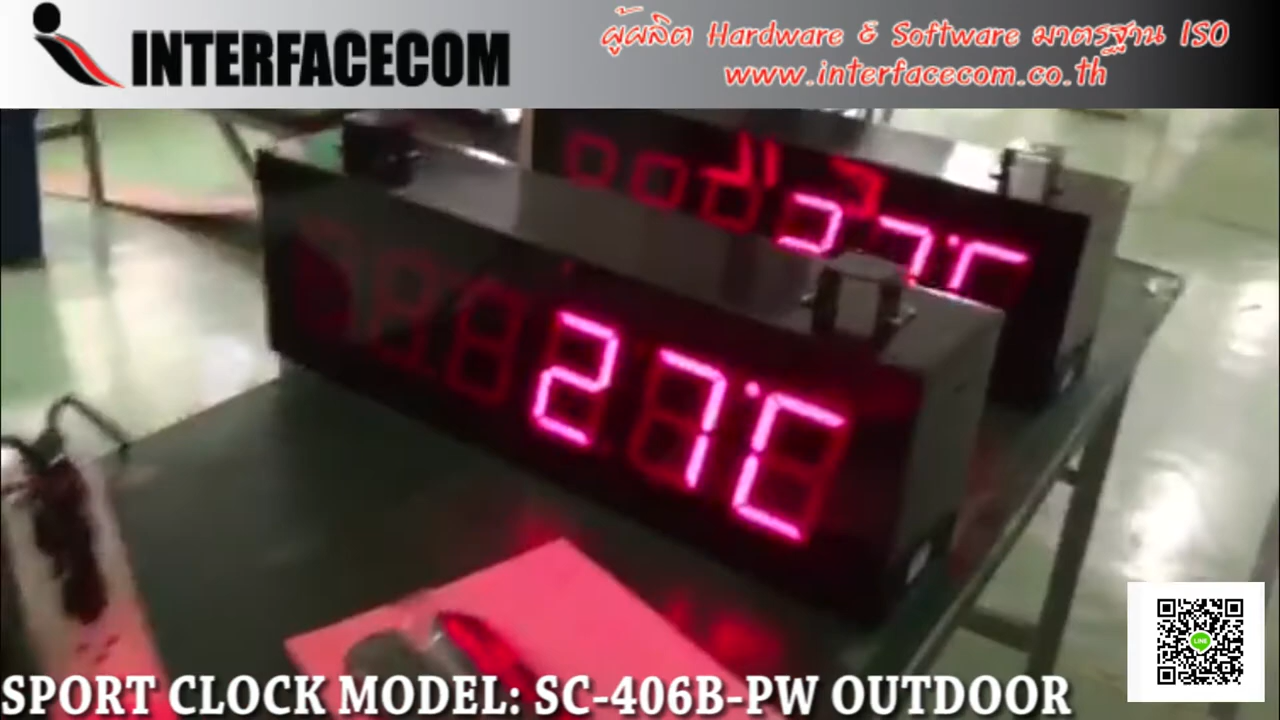 INTERFACECOM
ผู้ผลิต Hardware & Software มาตรฐาน ISO
www.interfacecom.co.th
27°C
27°C
LINE
SPORT CLOCK MODEL: SC-406B-PW OUTDOOR